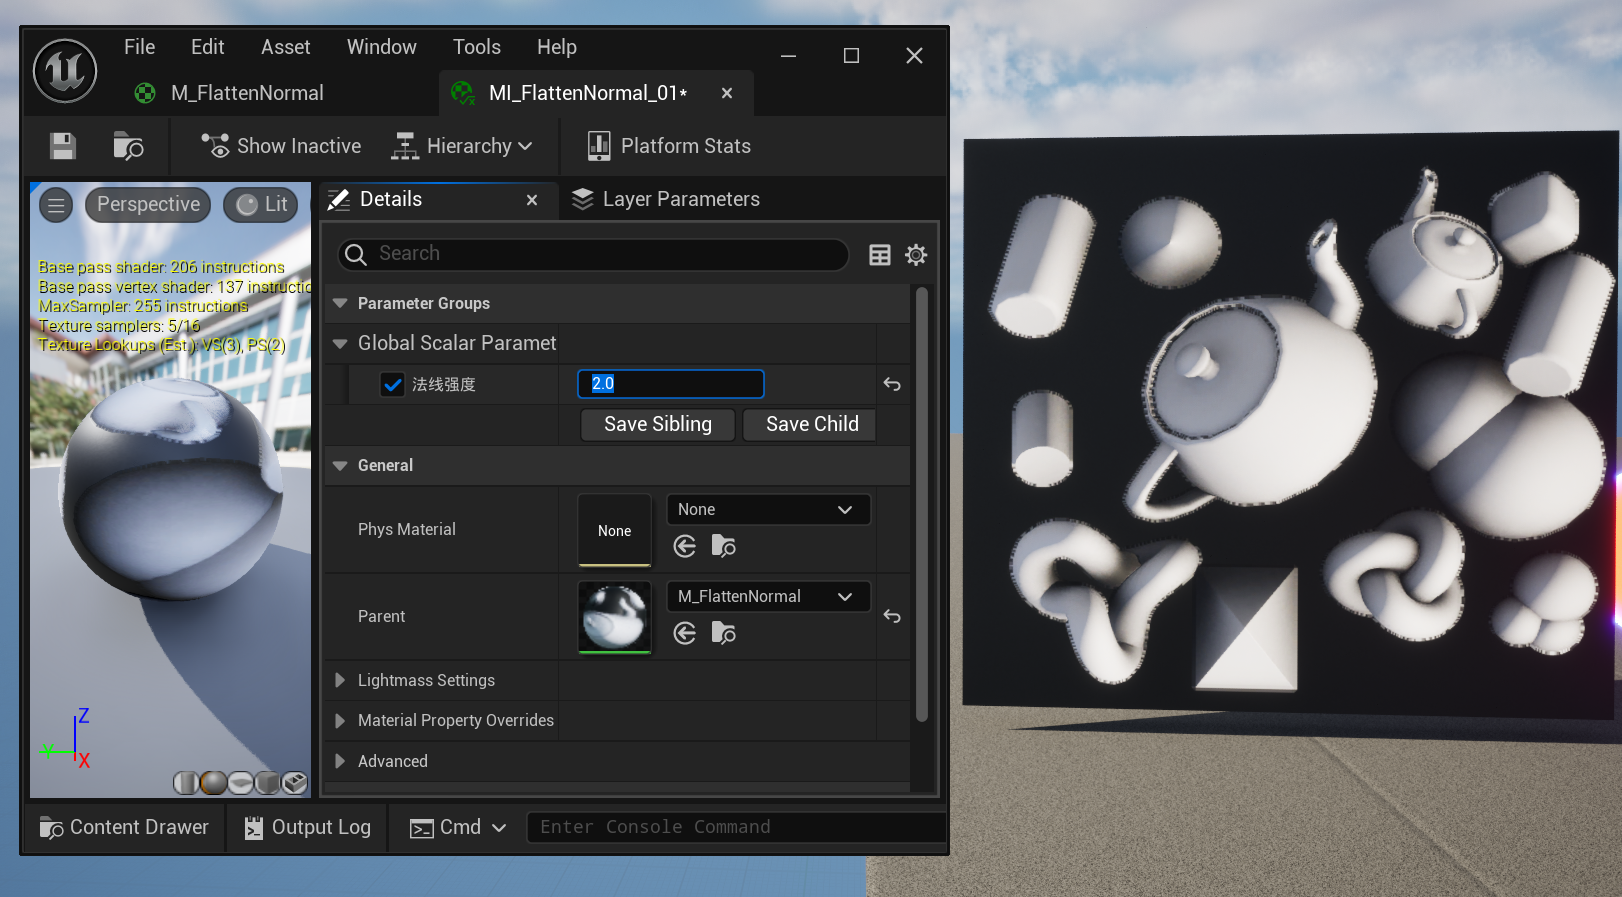 File Edit Asset Window Tools Help
M_FlattenNormal
MI_FlattenNormal_01*
Show Inactive
Hierarchy
Platform Stats
Perspective
Lit
Base pass shader: 206 instructions
Base pass vertex shader: 137 instructio
MaxSampler: 255 instructions
Texture samplers: 5/16
Texture Lookups (Est.): VS(3), PS(2)
Z
Y
X
Details
Layer Parameters
Search
Parameter Groups
Global Scalar Paramet
法线强度
2.0
Save Sibling
Save Child
General
Phys Material
None
None
Parent
M_FlattenNormal
Lightmass Settings
Material Property Overrides
Advanced
Content Drawer
Output Log
Cmd
Enter Console Command